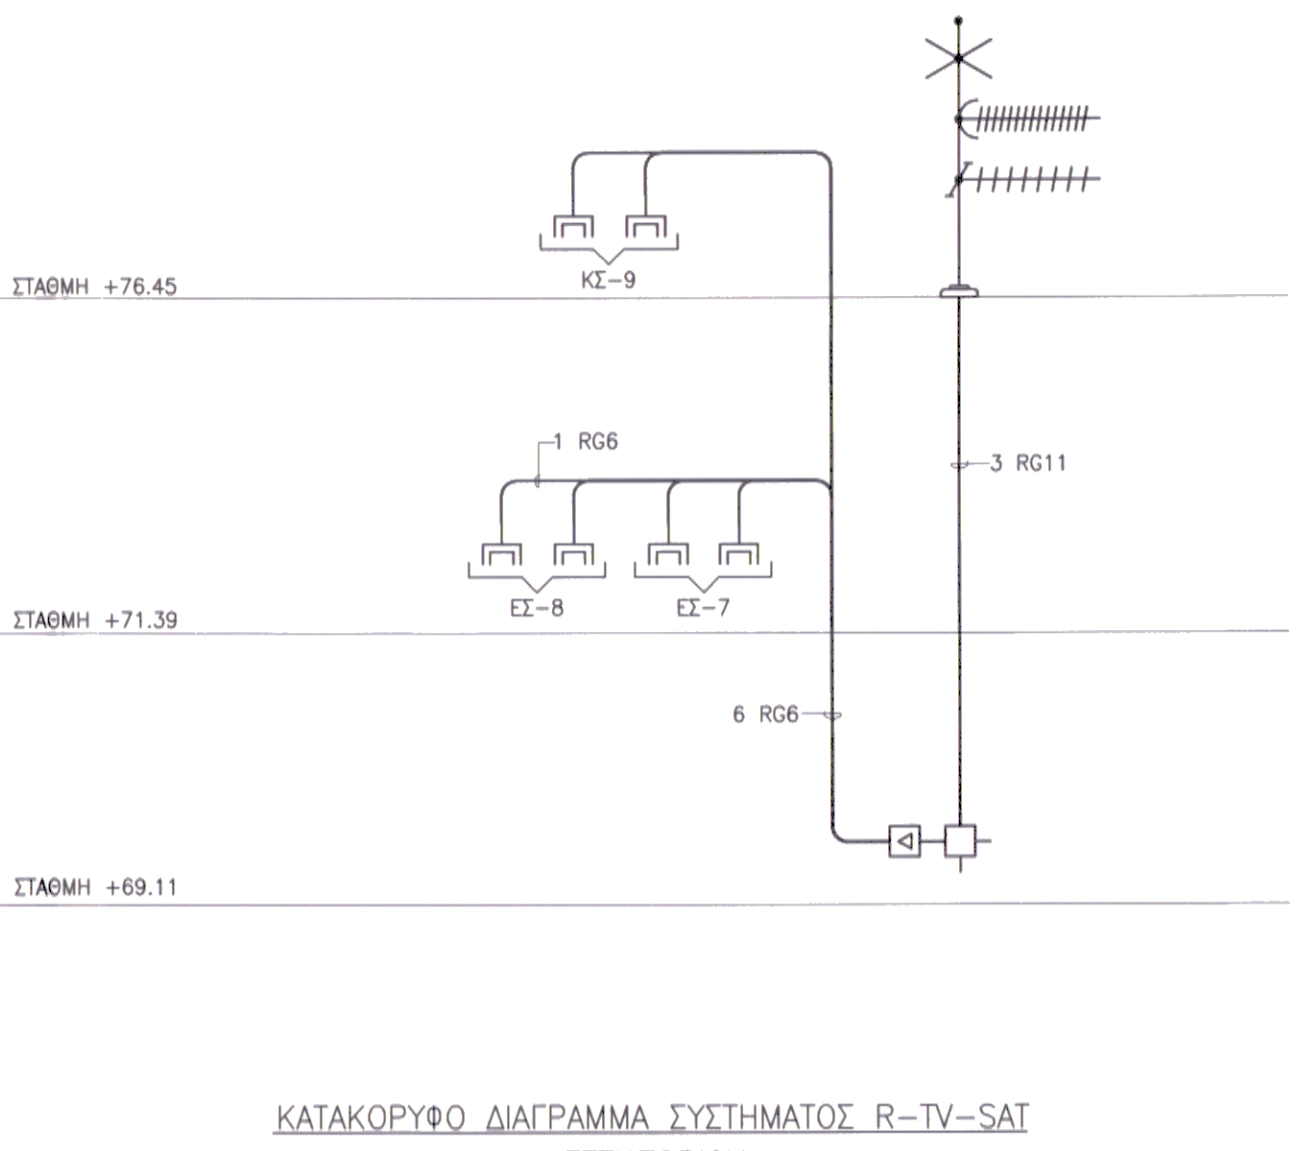 ΚΣ-9
ΣΤΑΘΜΗ +76.45
1 RG6
3 RG11
ΕΣ-8
ΕΣ-7
ΣΤΑΘΜΗ +71.39
6 RG6
ΣΤΑΘΜΗ +69.11
ΚΑΤΑΚΟΡΥΦΟ ΔΙΑΓΡΑΜΜΑ ΣΥΣΤΗΜΑΤΟΣ R-TV-SAT